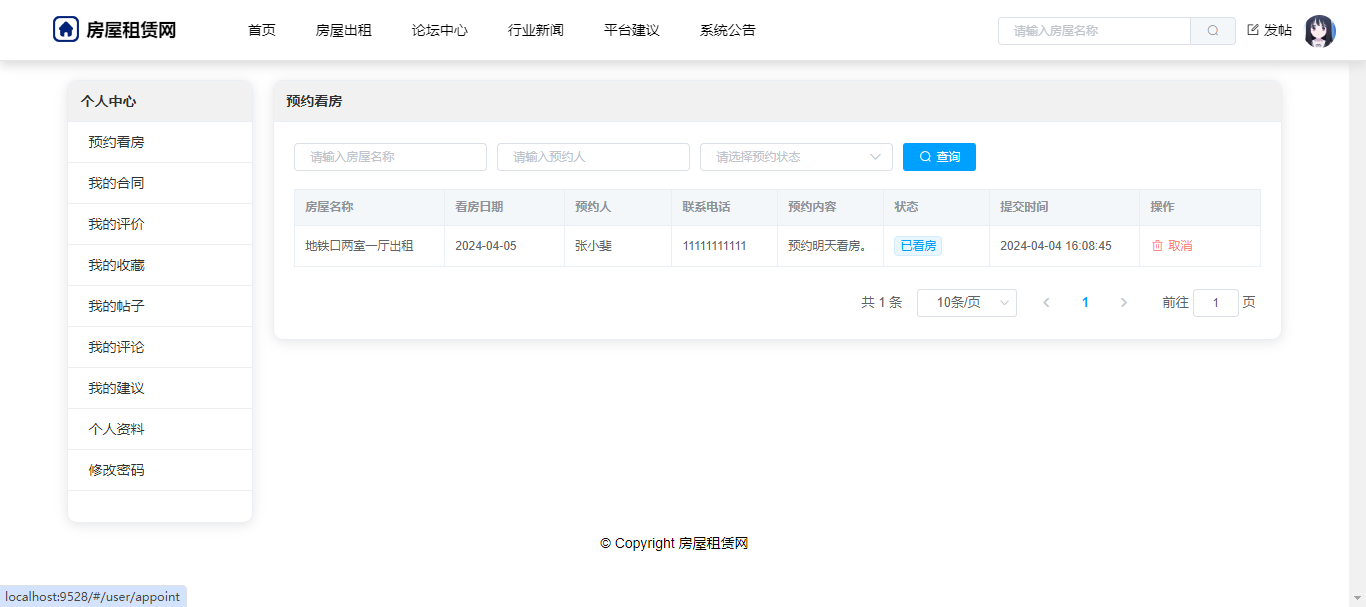 房屋租赁网 首页 房屋出租 论坛中心 行业新闻 平台建议 系统公告 请输入房屋名称 发帖
个人中心
预约看房
我的合同
我的评价
我的收藏
我的帖子
我的评论
我的建议
个人资料
修改密码
预约看房
请输入房屋名称 请输入预约人 请选择预约状态 查询
房屋名称 看房日期 预约人 联系电话 预约内容 状态 提交时间 操作
地铁口两室一厅出租 2024-04-05 张小斐 11111111111 预约明天看房。 已看房 2024-04-04 16:08:45 取消
共 1 条 10条/页 1 前往 1 页
© Copyright 房屋租赁网
localhost:9528/#/user/appoint